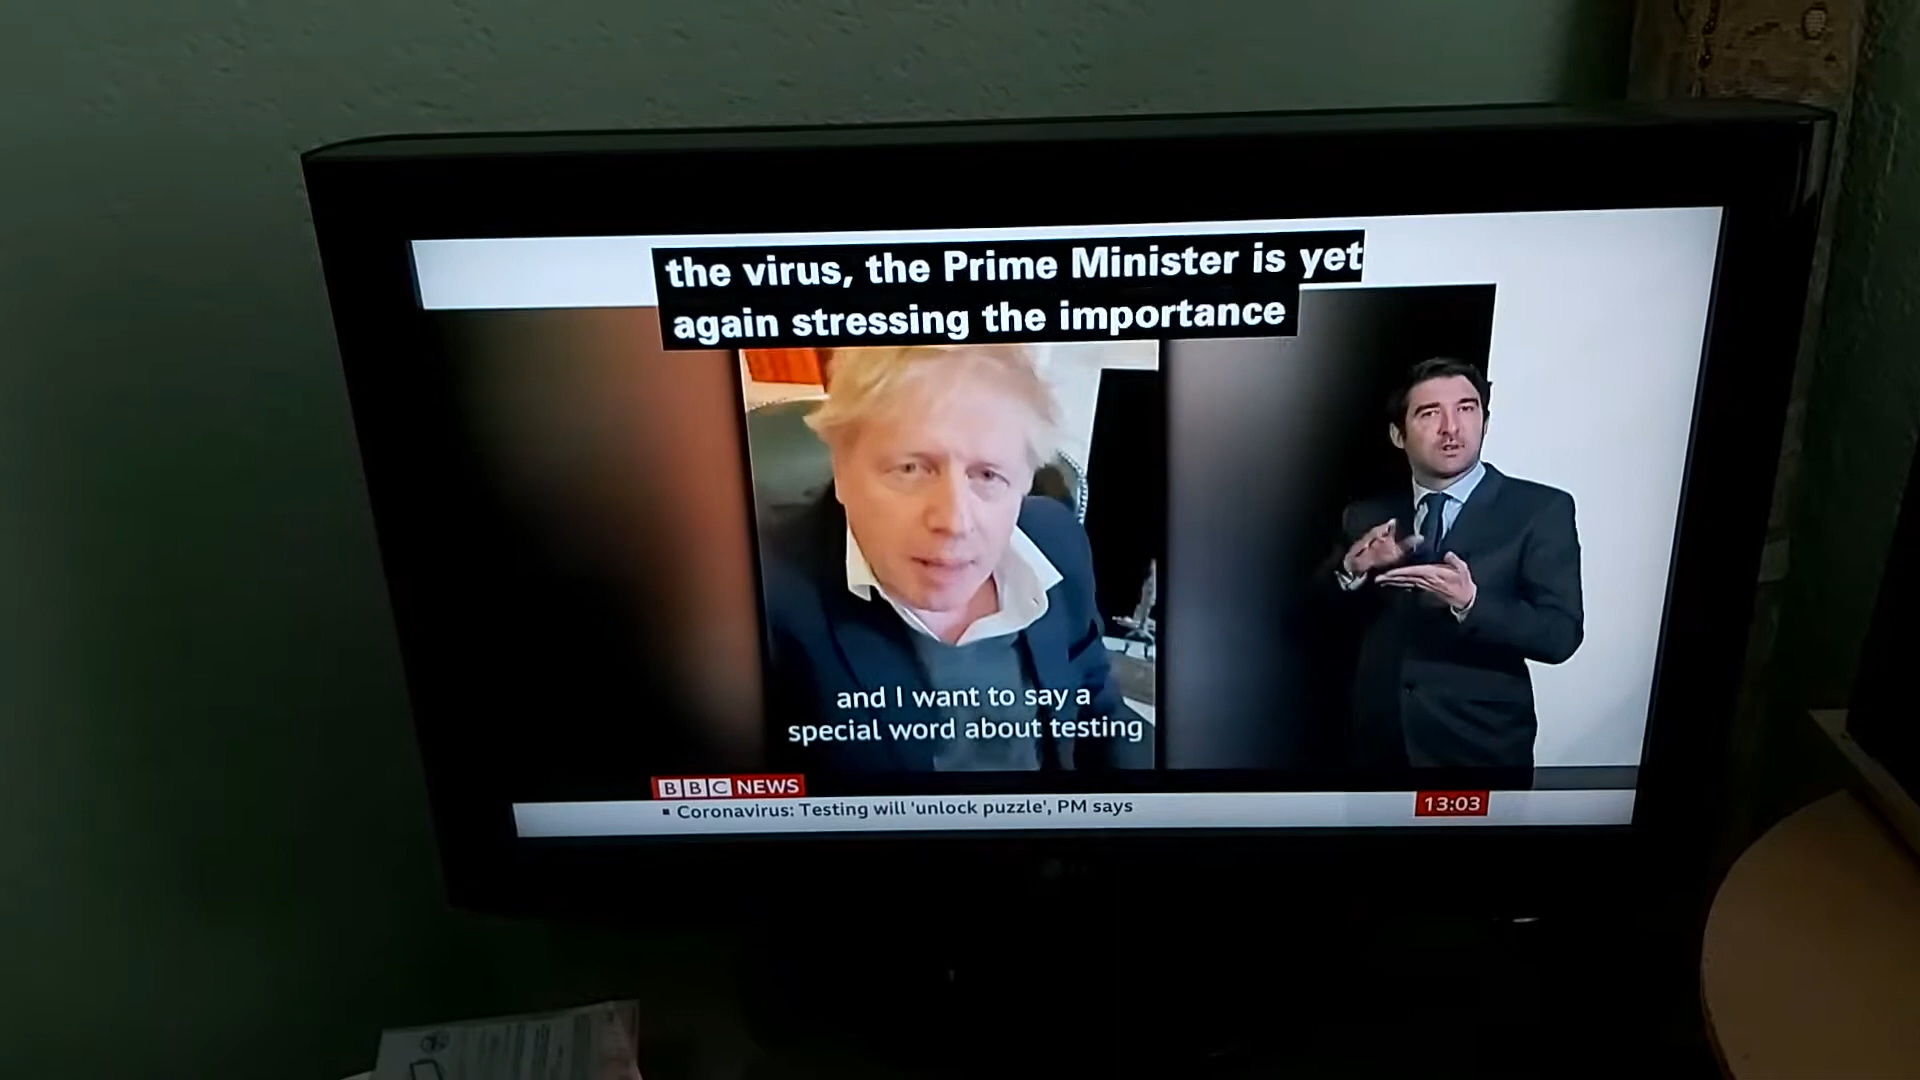 the virus, the Prime Minister is yet
again stressing the importance
and I want to say a
special word about testing
BBC NEWS
▪ Coronavirus: Testing will 'unlock puzzle', PM says
13:03